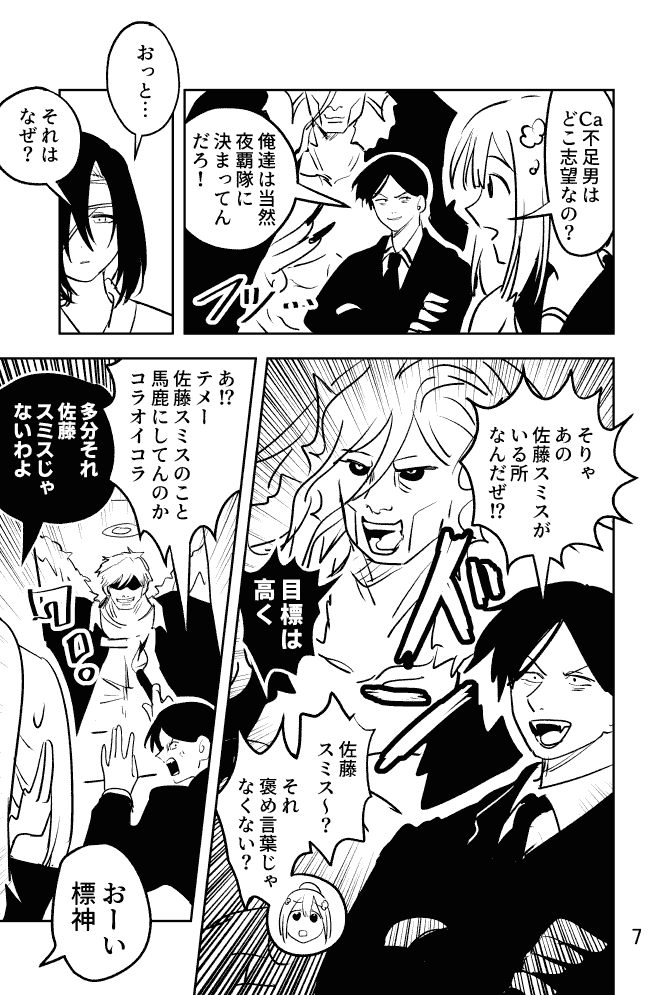 Ca不足男は
どこ志望なの？
俺達は当然
夜覇隊に
決まってん
だろ！
フッ…
おっと…
それは
なぜ？
そりゃ
あの
佐藤スミスが
いる所
なんだぜ!?
ズドン
目標は
高く
佐藤
スミス〜？
それ
褒め言葉じゃ
なくない？
あ!?
テメー
佐藤スミスのこと
馬鹿にしてんのか
コラオイコラ
多分それ
佐藤
スミスじゃ
ないわよ
おーい
標神
7